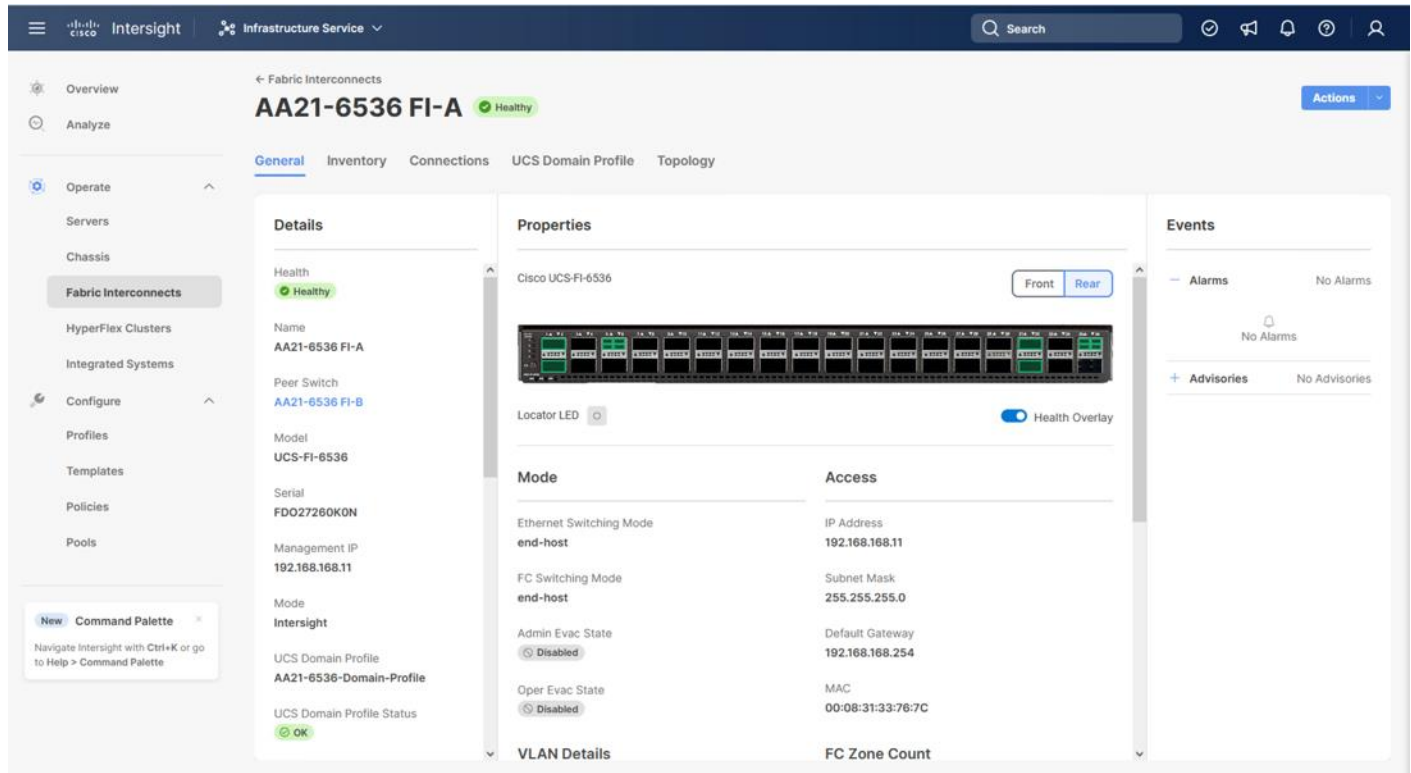 cisco Intersight
Infrastructure Service
Search
Overview
Analyze
Operate
Servers
Chassis
Fabric Interconnects
HyperFlex Clusters
Integrated Systems
Configure
Profiles
Templates
Policies
Pools
New Command Palette
Navigate Intersight with Ctrl+K or go
to Help > Command Palette
← Fabric Interconnects
AA21-6536 FI-A Healthy
Actions
General Inventory Connections UCS Domain Profile Topology
Details
Health
Healthy
Name
AA21-6536 FI-A
Peer Switch
AA21-6536 FI-B
Model
UCS-FI-6536
Serial
FDO27260K0N
Management IP
192.168.168.11
Mode
Intersight
UCS Domain Profile
AA21-6536-Domain-Profile
UCS Domain Profile Status
OK
Properties
Cisco UCS-FI-6536
Front Rear
Locator LED
Health Overlay
Mode
Ethernet Switching Mode
end-host
FC Switching Mode
end-host
Admin Evac State
Disabled
Oper Evac State
Disabled
VLAN Details
Access
IP Address
192.168.168.11
Subnet Mask
255.255.255.0
Default Gateway
192.168.168.254
MAC
00:08:31:33:76:7C
FC Zone Count
Events
− Alarms No Alarms
No Alarms
+ Advisories No Advisories